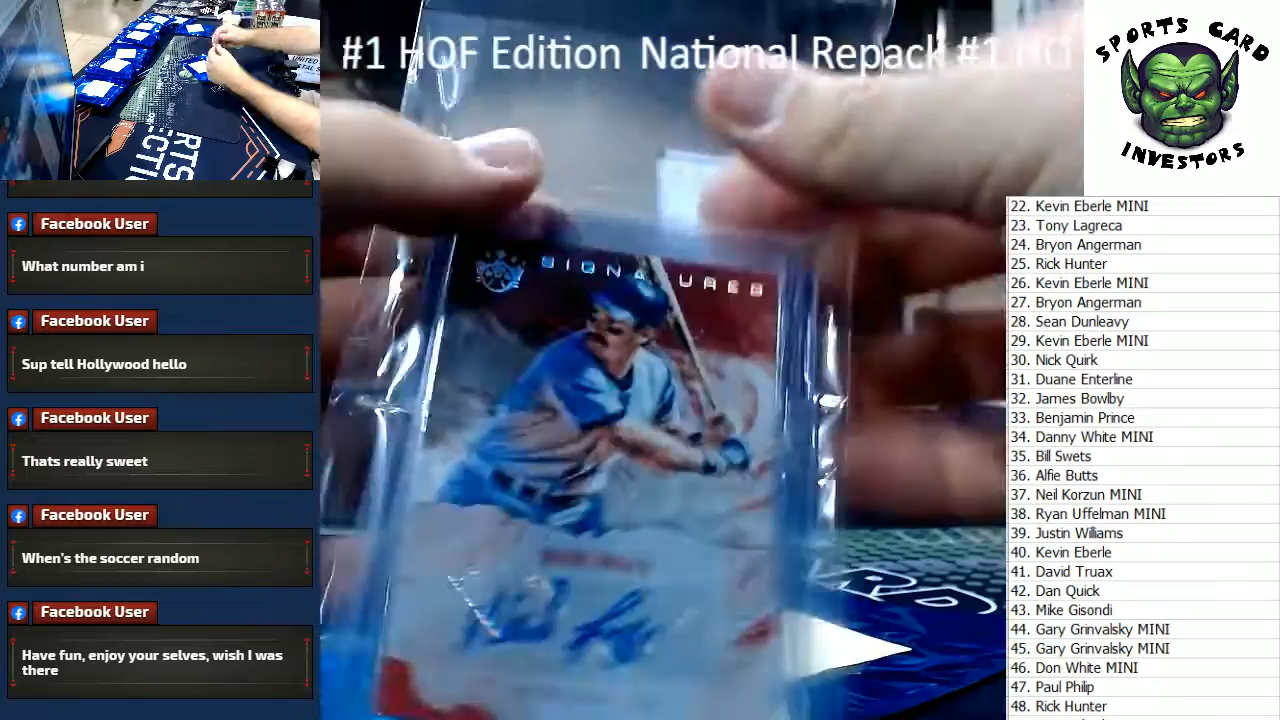 #1 HOF Edition National Repack #1 HO
SPORTS CARD
INVESTORS
SIGNATURES
Facebook User
What number am i
Facebook User
Sup tell Hollywood hello
Facebook User
Thats really sweet
Facebook User
When's the soccer random
Facebook User
Have fun, enjoy your selves, wish I was
there
22. Kevin Eberle MINI
23. Tony Lagreca
24. Bryon Angerman
25. Rick Hunter
26. Kevin Eberle MINI
27. Bryon Angerman
28. Sean Dunleavy
29. Kevin Eberle MINI
30. Nick Quirk
31. Duane Enterline
32. James Bowlby
33. Benjamin Prince
34. Danny White MINI
35. Bill Swets
36. Alfie Butts
37. Neil Korzun MINI
38. Ryan Uffelman MINI
39. Justin Williams
40. Kevin Eberle
41. David Truax
42. Dan Quick
43. Mike Gisondi
44. Gary Grinvalsky MINI
45. Gary Grinvalsky MINI
46. Don White MINI
47. Paul Philip
48. Rick Hunter